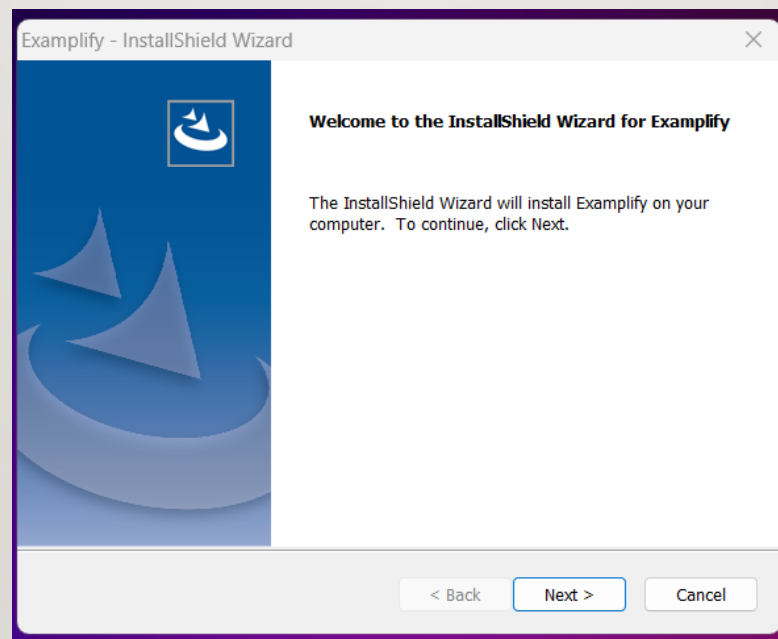 Examplify - InstallShield Wizard
Welcome to the InstallShield Wizard for Examplify
The InstallShield Wizard will install Examplify on your
computer. To continue, click Next.
< Back
Next >
Cancel